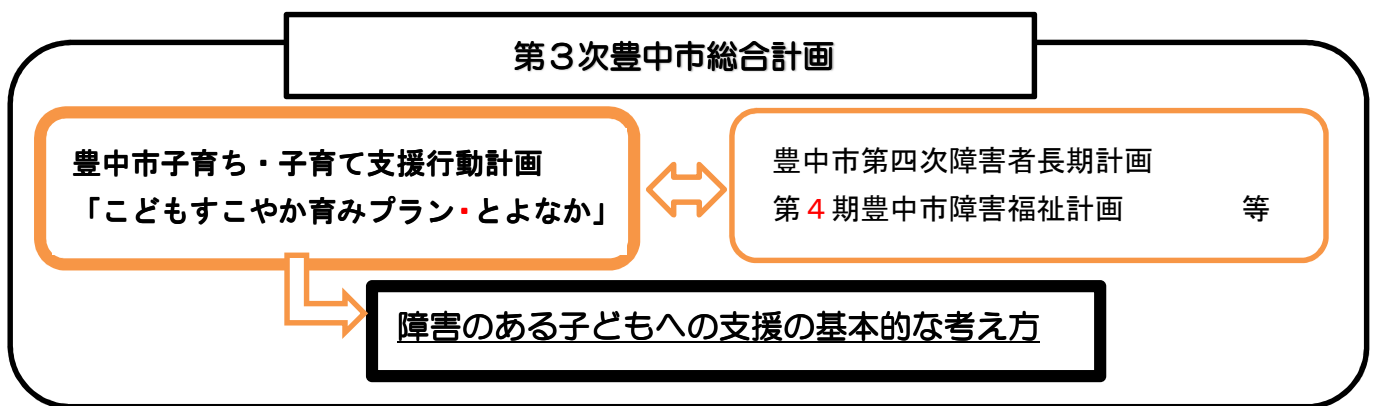 第３次豊中市総合計画
豊中市子育ち・子育て支援行動計画
「こどもすこやか育みプラン・とよなか」
豊中市第四次障害者長期計画
第４期豊中市障害福祉計画　　　　等
障害のある子どもへの支援の基本的な考え方